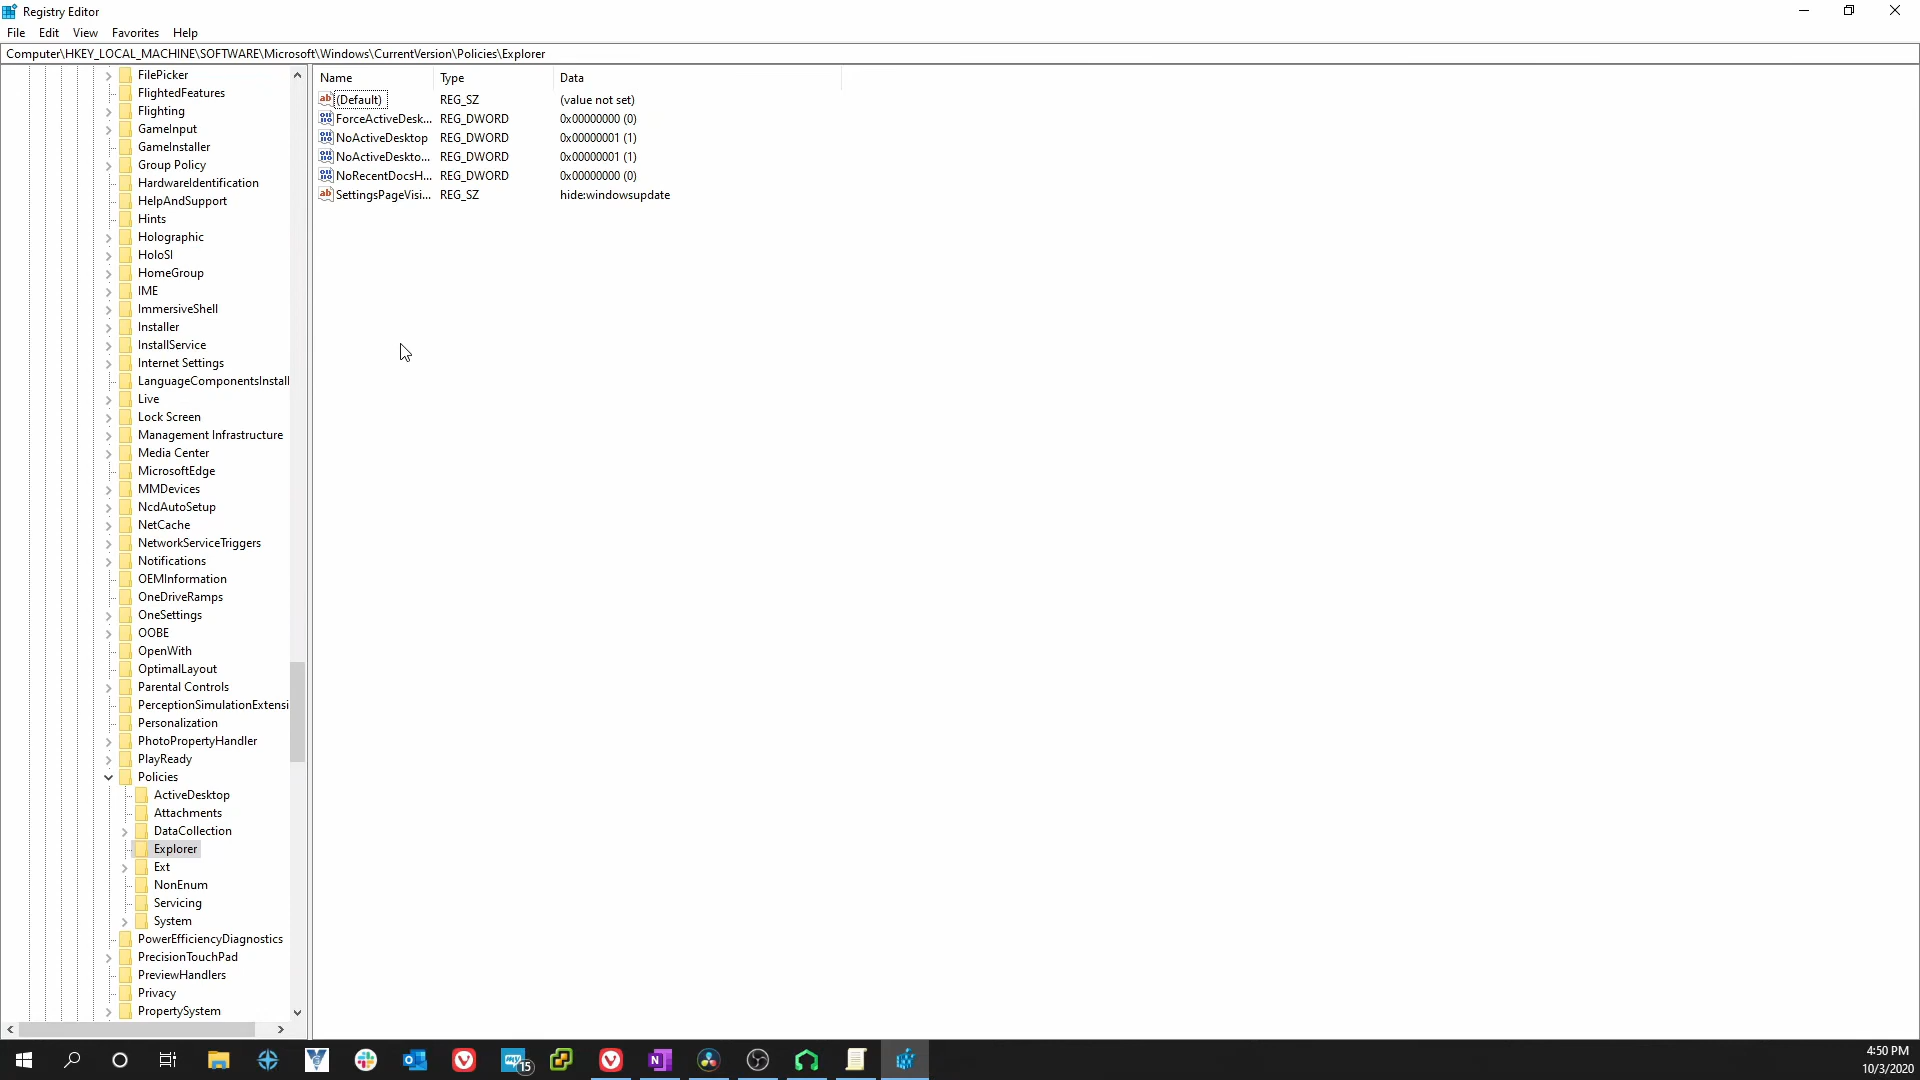 Registry Editor
File Edit View Favorites Help
Computer\HKEY_LOCAL_MACHINE\SOFTWARE\Microsoft\Windows\CurrentVersion\Policies\Explorer
FilePicker
FlightedFeatures
Flighting
GameInput
GameInstaller
Group Policy
HardwareIdentification
HelpAndSupport
Hints
Holographic
HoloSI
HomeGroup
IME
ImmersiveShell
Installer
InstallService
Internet Settings
LanguageComponentsInstall
Live
Lock Screen
Management Infrastructure
Media Center
MicrosoftEdge
MMDevices
NcdAutoSetup
NetCache
NetworkServiceTriggers
Notifications
OEMInformation
OneDriveRamps
OneSettings
OOBE
OpenWith
OptimalLayout
Parental Controls
PerceptionSimulationExtensi
Personalization
PhotoPropertyHandler
PlayReady
Policies
ActiveDesktop
Attachments
DataCollection
Explorer
Ext
NonEnum
Servicing
System
PowerEfficiencyDiagnostics
PrecisionTouchPad
PreviewHandlers
Privacy
PropertySystem
Name Type Data
(Default) REG_SZ (value not set)
ForceActiveDesk... REG_DWORD 0x00000000 (0)
NoActiveDesktop REG_DWORD 0x00000001 (1)
NoActiveDeskto... REG_DWORD 0x00000001 (1)
NoRecentDocsH... REG_DWORD 0x00000000 (0)
SettingsPageVisi... REG_SZ hide:windowsupdate
15
4:50 PM
10/3/2020